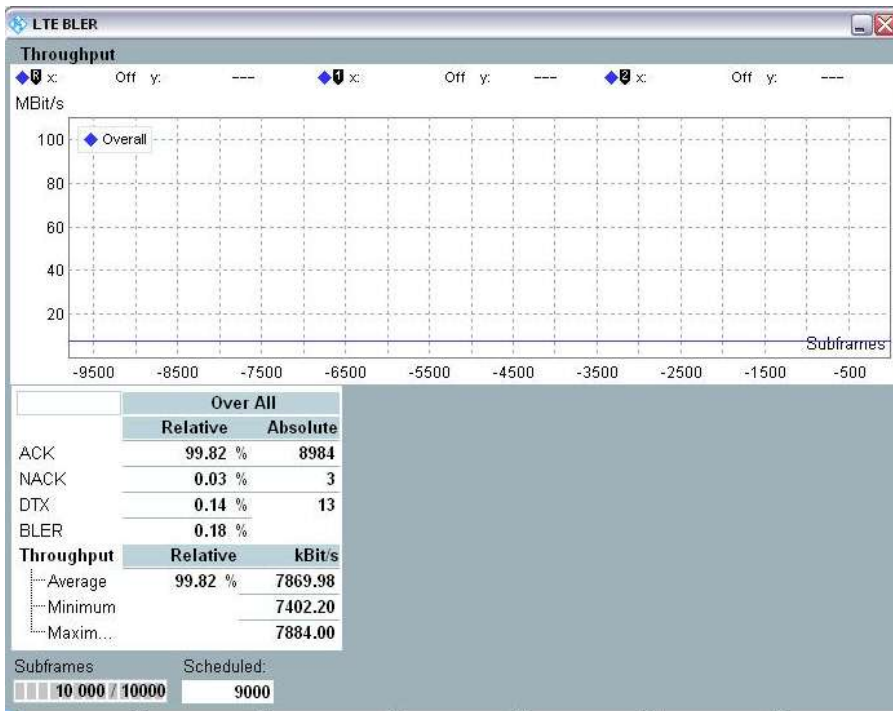 LTE BLER
Throughput
R x: Off y: --- 1 x: Off y: --- 2 x: Off y: ---
MBit/s
100
Overall
80
60
40
20
Subframes
-9500 -8500 -7500 -6500 -5500 -4500 -3500 -2500 -1500 -500
Over All
Relative Absolute
ACK 99.82 % 8984
NACK 0.03 % 3
DTX 0.14 % 13
BLER 0.18 %
Throughput Relative kBit/s
Average 99.82 % 7869.98
Minimum 7402.20
Maxim... 7884.00
Subframes Scheduled:
10 000 / 10000 9000